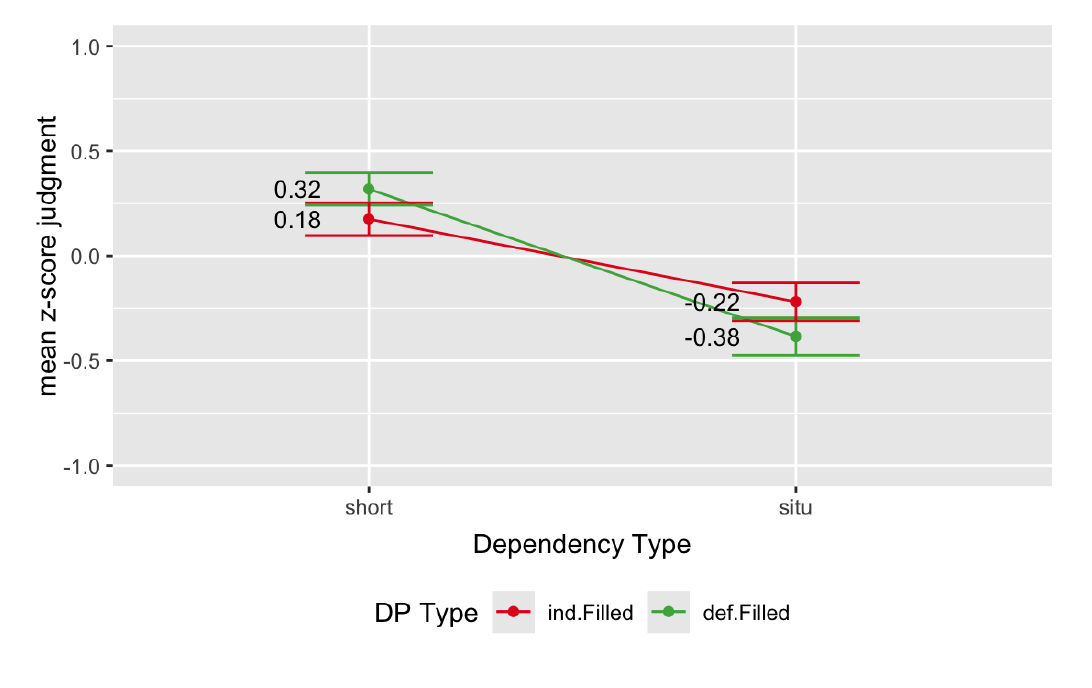 mean z-score judgment
1.0
0.5
0.0
-0.5
-1.0
0.32
0.18
-0.22
-0.38
short situ
Dependency Type
DP Type ind.Filled def.Filled